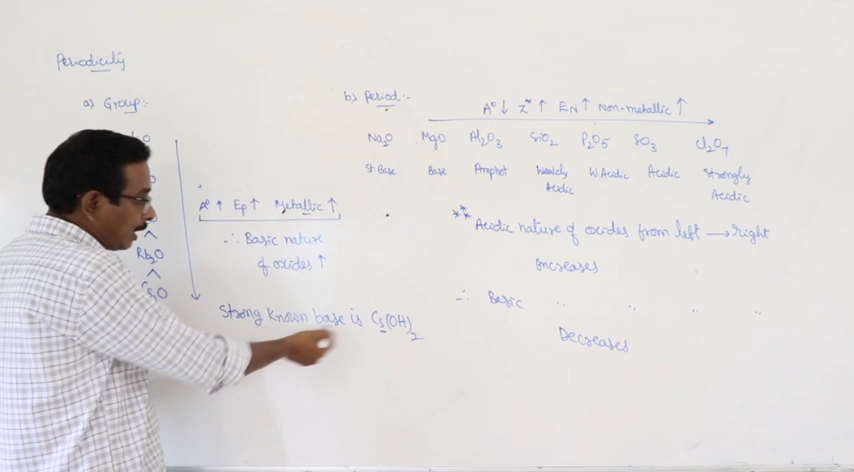 Periodicity
a) Group:-
O
O
Rb₂O
Cs₂O
A° ↑ Ep ↑ Metallic ↑
∴ Basic nature
of oxides ↑
Strong Known base is Cs(OH)₂
b) Period:-
A° ↓ Z* ↑ EN ↑ Non-metallic ↑
Na₂O MgO Al₂O₃ SiO₂ P₂O₅ SO₃ Cl₂O₇
St. Base Base Amphot Weakly Acidic W Acidic Acidic Strongly Acidic
** Acidic nature of oxides from left → right
Increases
∴ Basic " " " "
Decreases